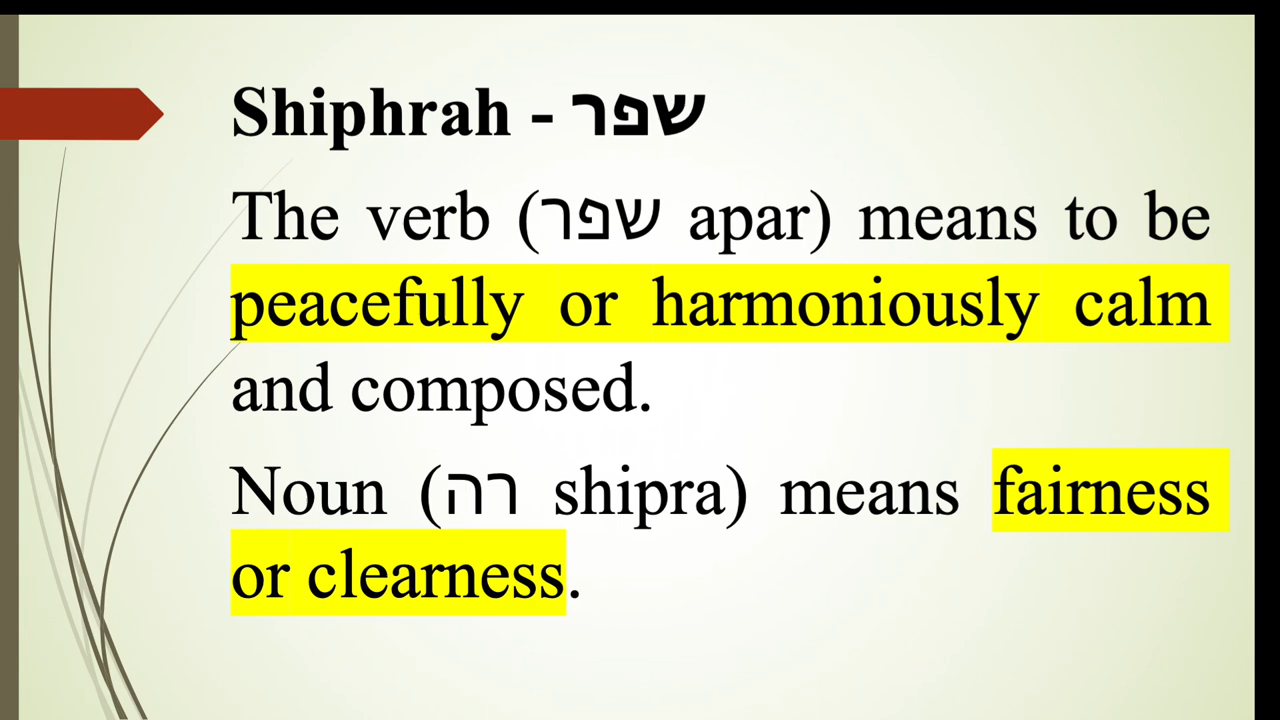 Shiphrah - שפר
The verb (שפר apar) means to be
peacefully or harmoniously calm
and composed.
Noun (רה shipra) means fairness
or clearness.